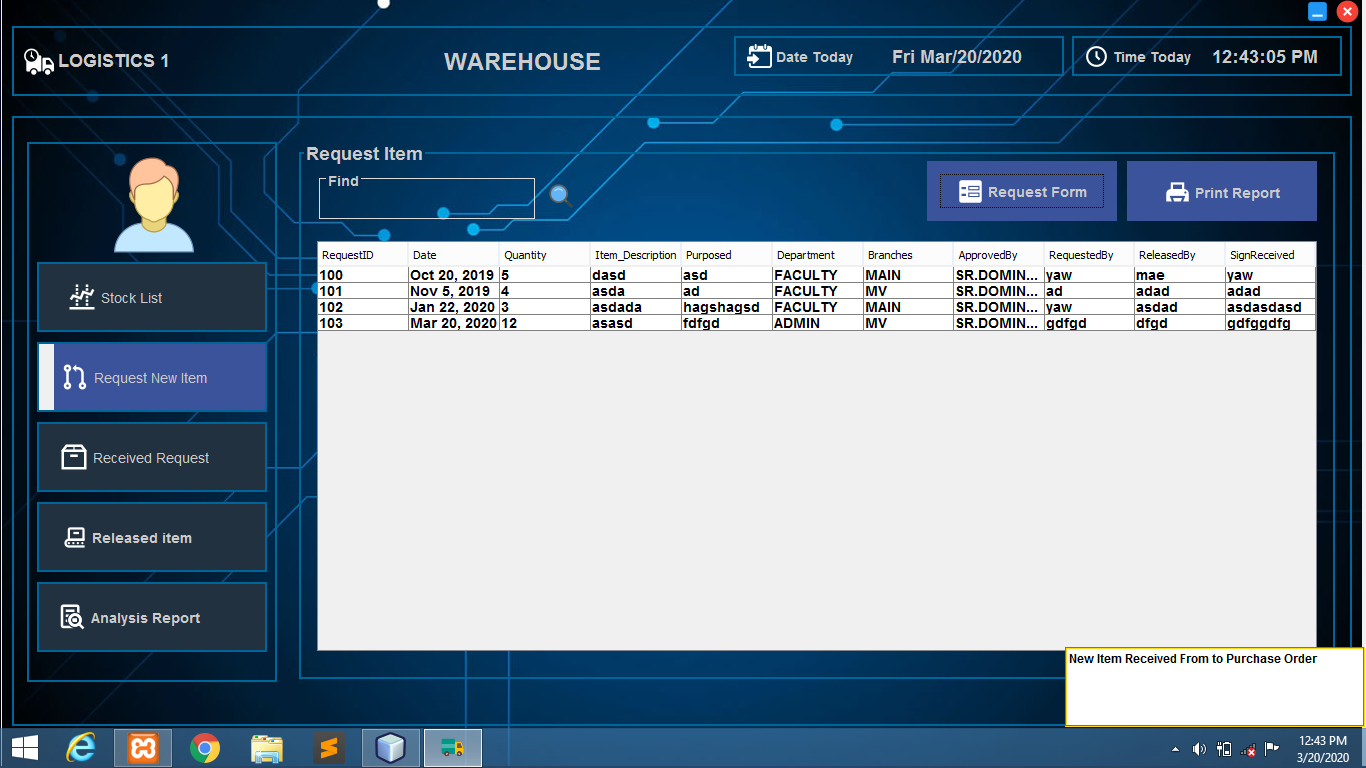 LOGISTICS 1
WAREHOUSE
Date Today Fri Mar/20/2020
Time Today 12:43:05 PM
Stock List
Request New Item
Received Request
Released item
Analysis Report
Request Item
Find
Request Form
Print Report
RequestID Date Quantity Item_Description Purposed Department Branches ApprovedBy RequestedBy ReleasedBy SignReceived
100 Oct 20, 2019 5 dasd asd FACULTY MAIN SR.DOMIN... yaw mae yaw
101 Nov 5, 2019 4 asda ad FACULTY MV SR.DOMIN... ad adad adad
102 Jan 22, 2020 3 asdada hagshagsd FACULTY MAIN SR.DOMIN... yaw asdad asdasdasd
103 Mar 20, 2020 12 asasd fdfgd ADMIN MV SR.DOMIN... gdfgd dfgd gdfggdfg
New Item Received From to Purchase Order
12:43 PM
3/20/2020